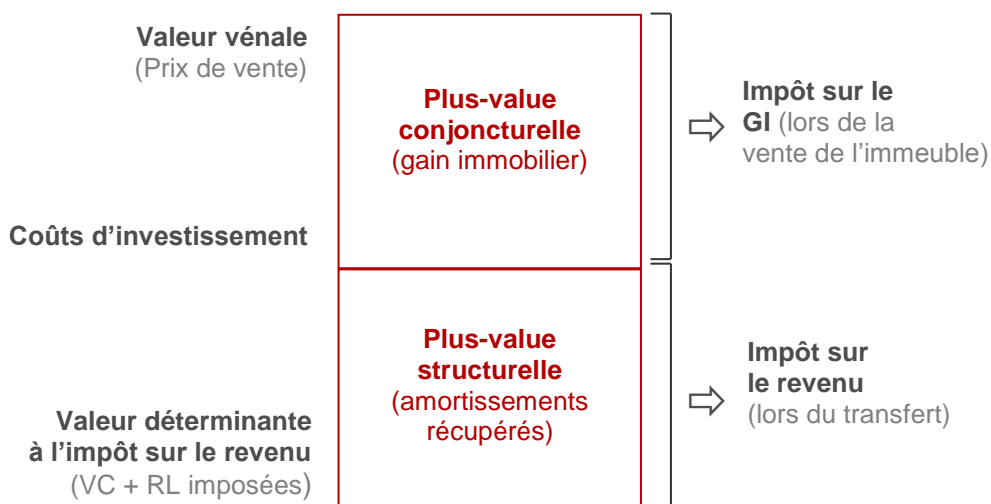 Valeur vénale
(Prix de vente)
Plus-value
conjoncturelle
(gain immobilier)
Impôt sur le
GI (lors de la
vente de l’immeuble)
Coûts d’investissement
Plus-value
structurelle
(amortissements
récupérés)
Impôt sur
le revenu
(lors du transfert)
Valeur déterminante
à l’impôt sur le revenu
(VC + RL imposées)